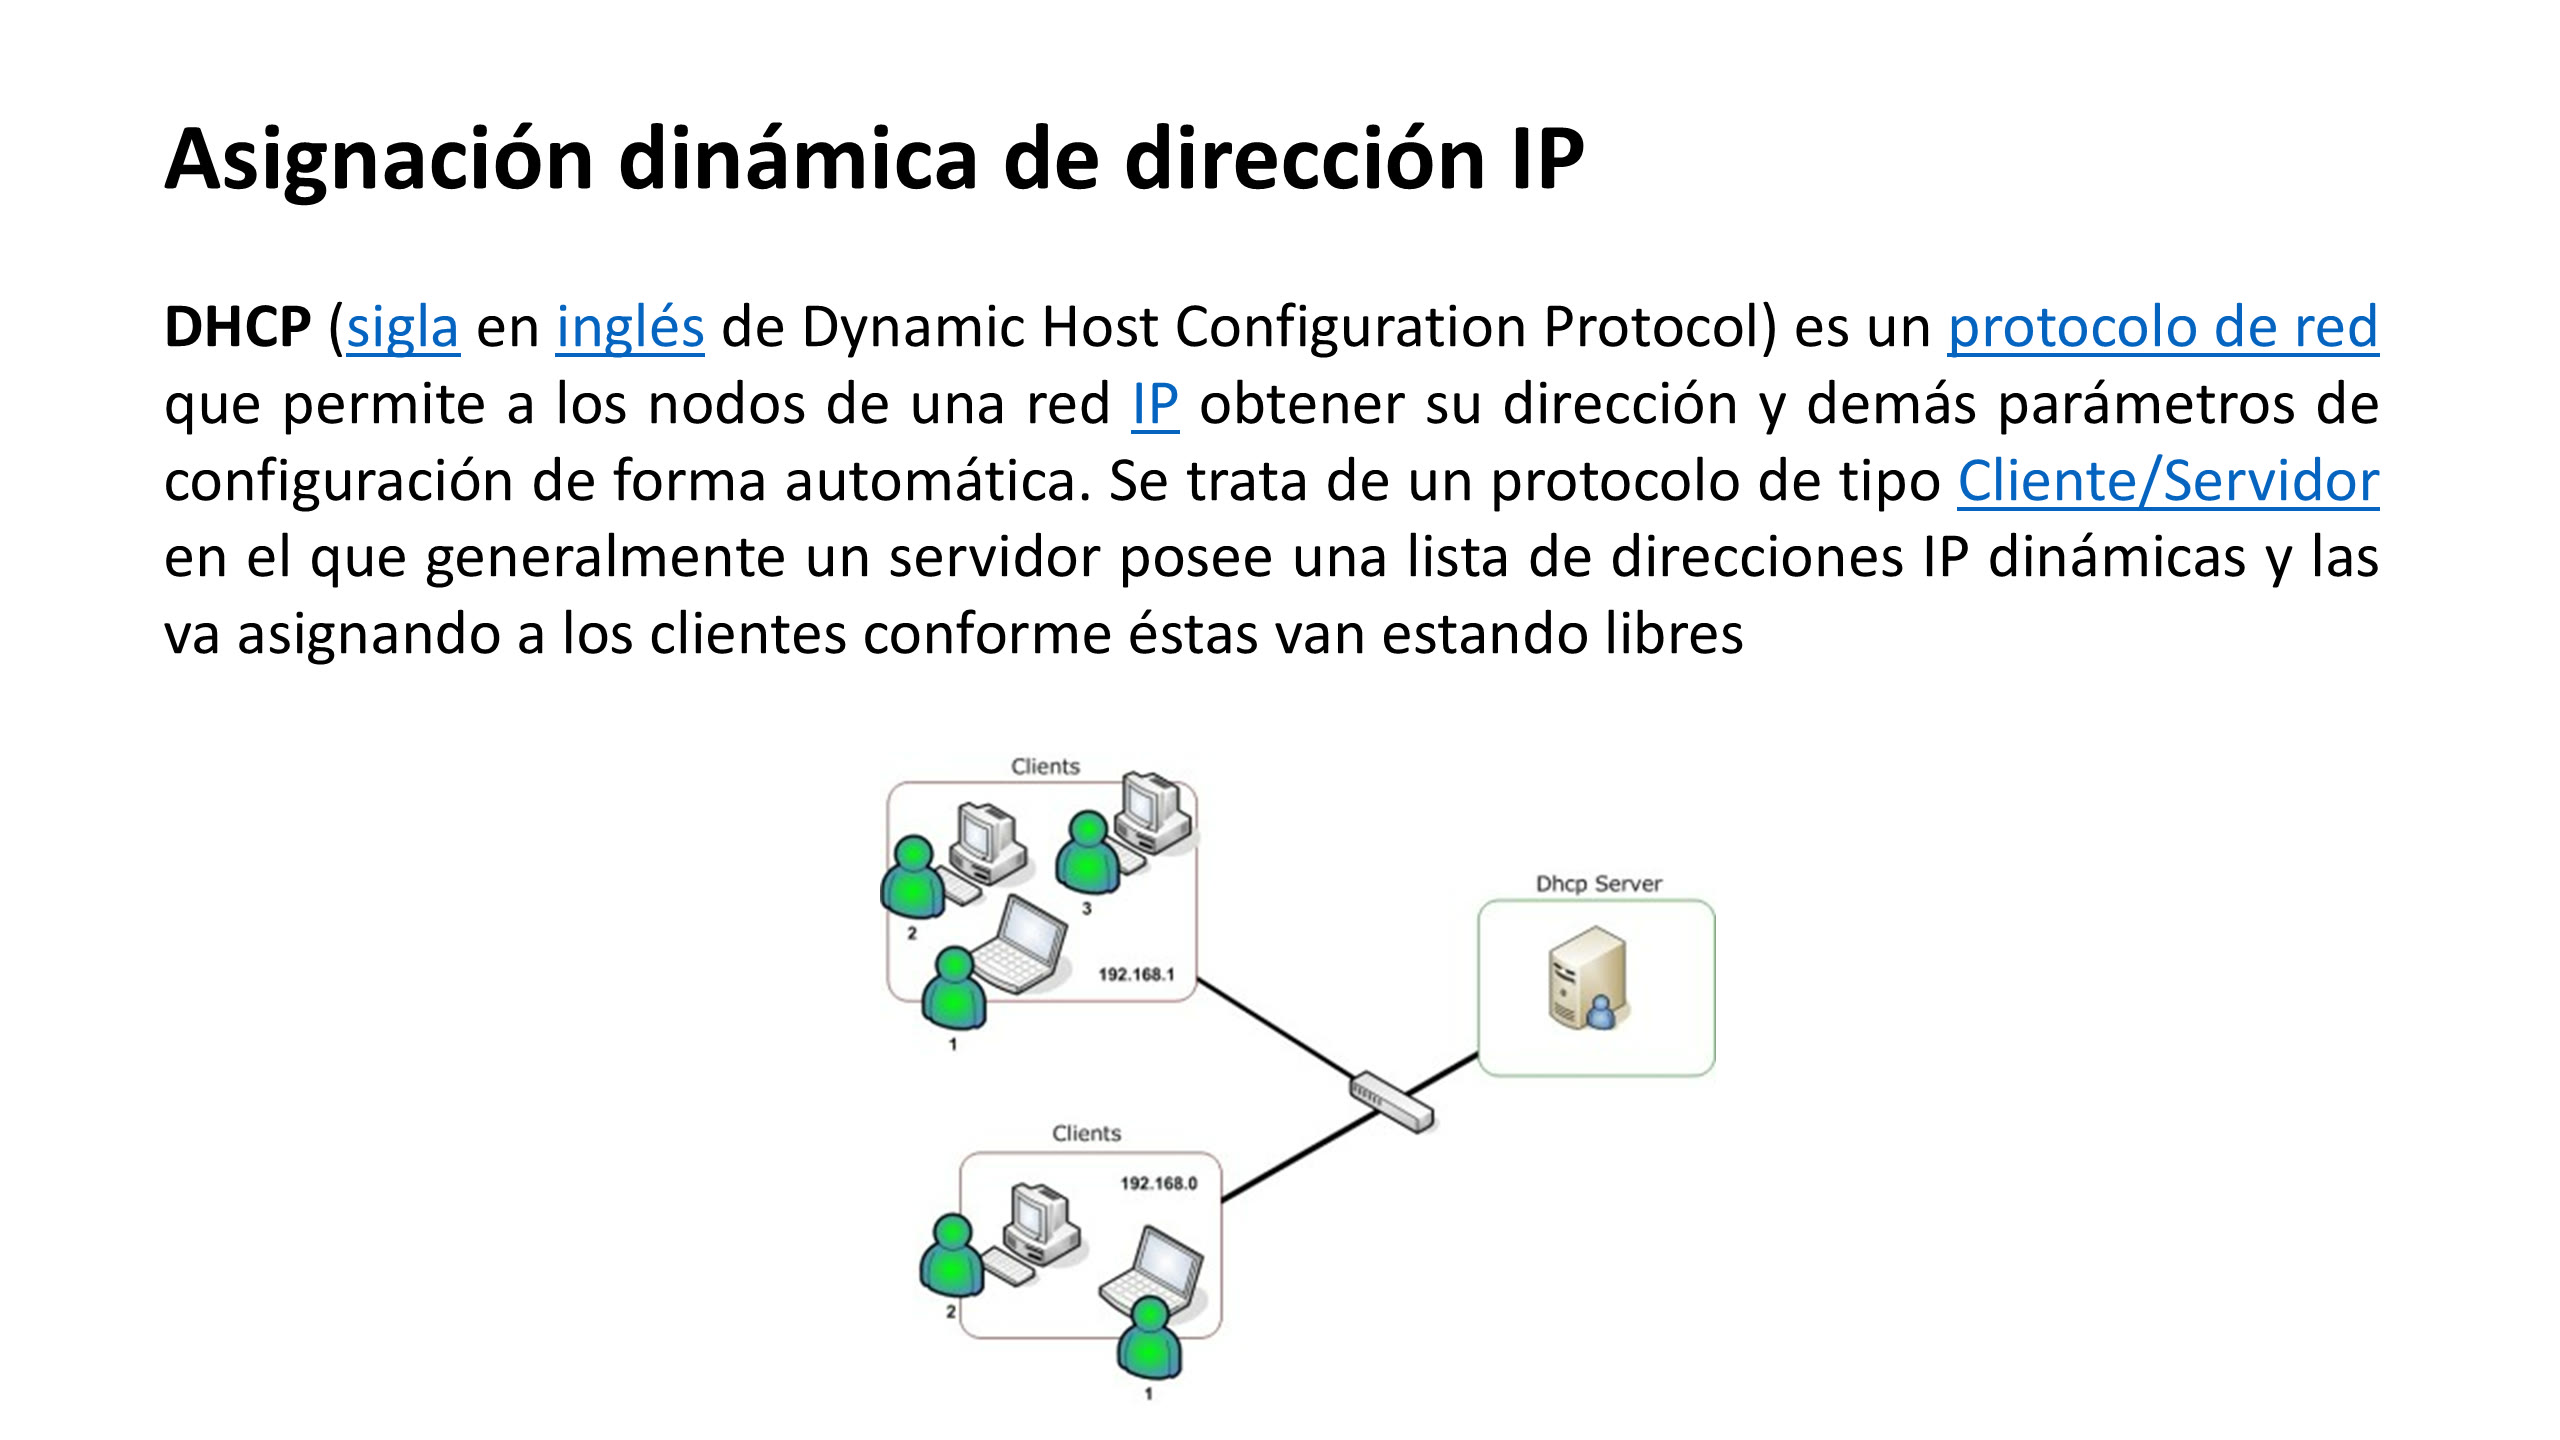 Asignación dinámica de dirección IP
DHCP (sigla en inglés de Dynamic Host Configuration Protocol) es un protocolo de red
que permite a los nodos de una red IP obtener su dirección y demás parámetros de
configuración de forma automática. Se trata de un protocolo de tipo Cliente/Servidor
en el que generalmente un servidor posee una lista de direcciones IP dinámicas y las
va asignando a los clientes conforme éstas van estando libres
Clients
3
2
192.168.1
1
Dhcp Server
Clients
192.168.0
2
1